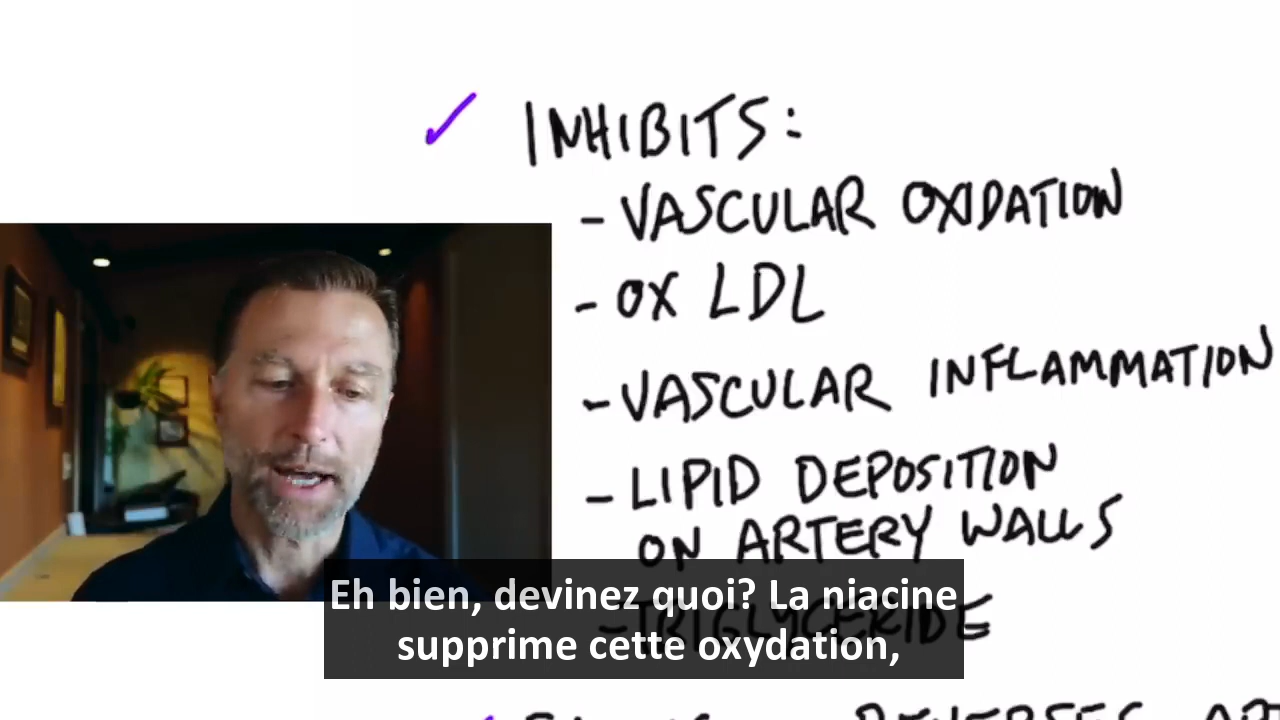 INHIBITS:
- VASCULAR OXIDATION
- OX LDL
- VASCULAR INFLAMMATION
- LIPID DEPOSITION
ON ARTERY WALLS
- TRIGLYCERIDE
Eh bien, devinez quoi? La niacine
supprime cette oxydation,